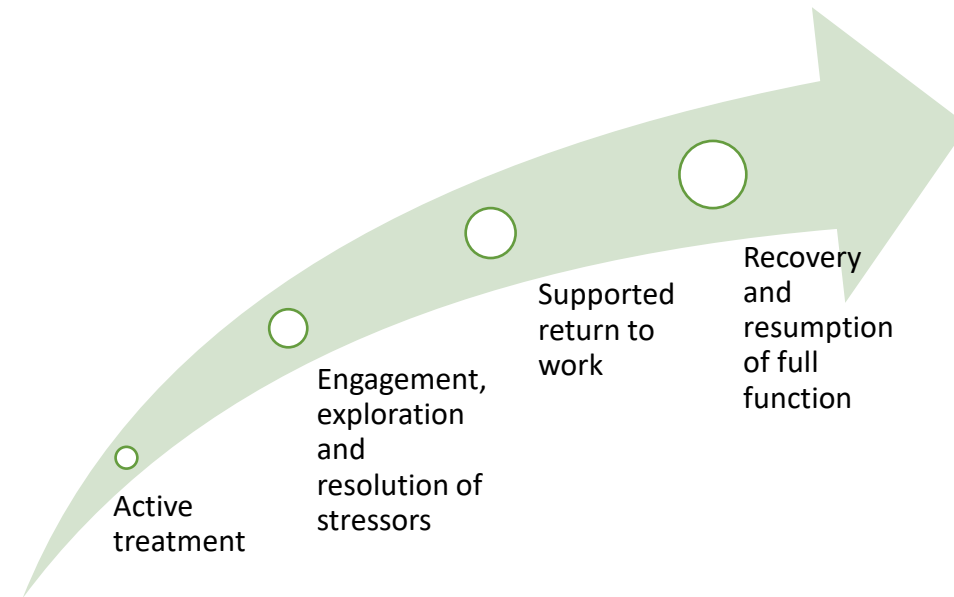 Active
treatment
Engagement,
exploration
and
resolution of
stressors
Supported
return to
work
Recovery
and
resumption
of full
function